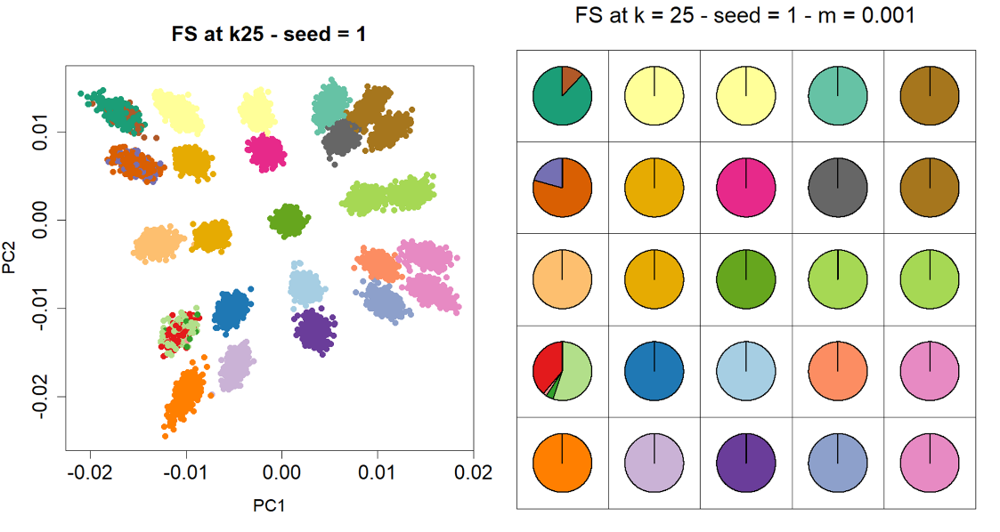 FS at k25 - seed = 1
FS at k = 25 - seed = 1 - m = 0.001
0.01
0.00
-0.01
-0.02
PC2
-0.02
-0.01
0.00
0.01
0.02
PC1